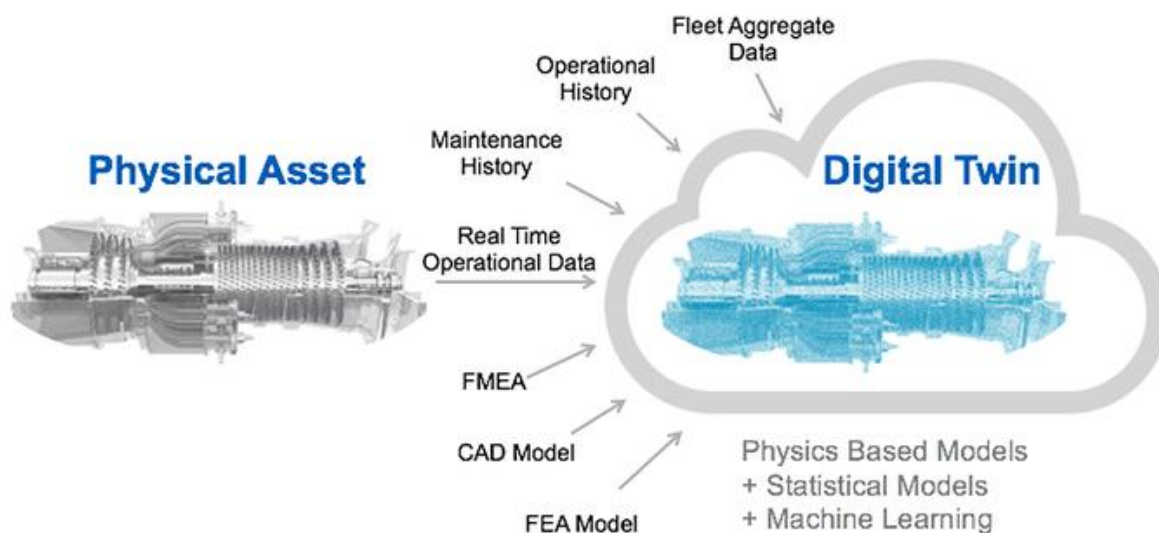 Fleet Aggregate
Data
Operational
History
Maintenance
History
Physical Asset
Digital Twin
Real Time
Operational Data
FMEA
CAD Model
FEA Model
Physics Based Models
+ Statistical Models
+ Machine Learning